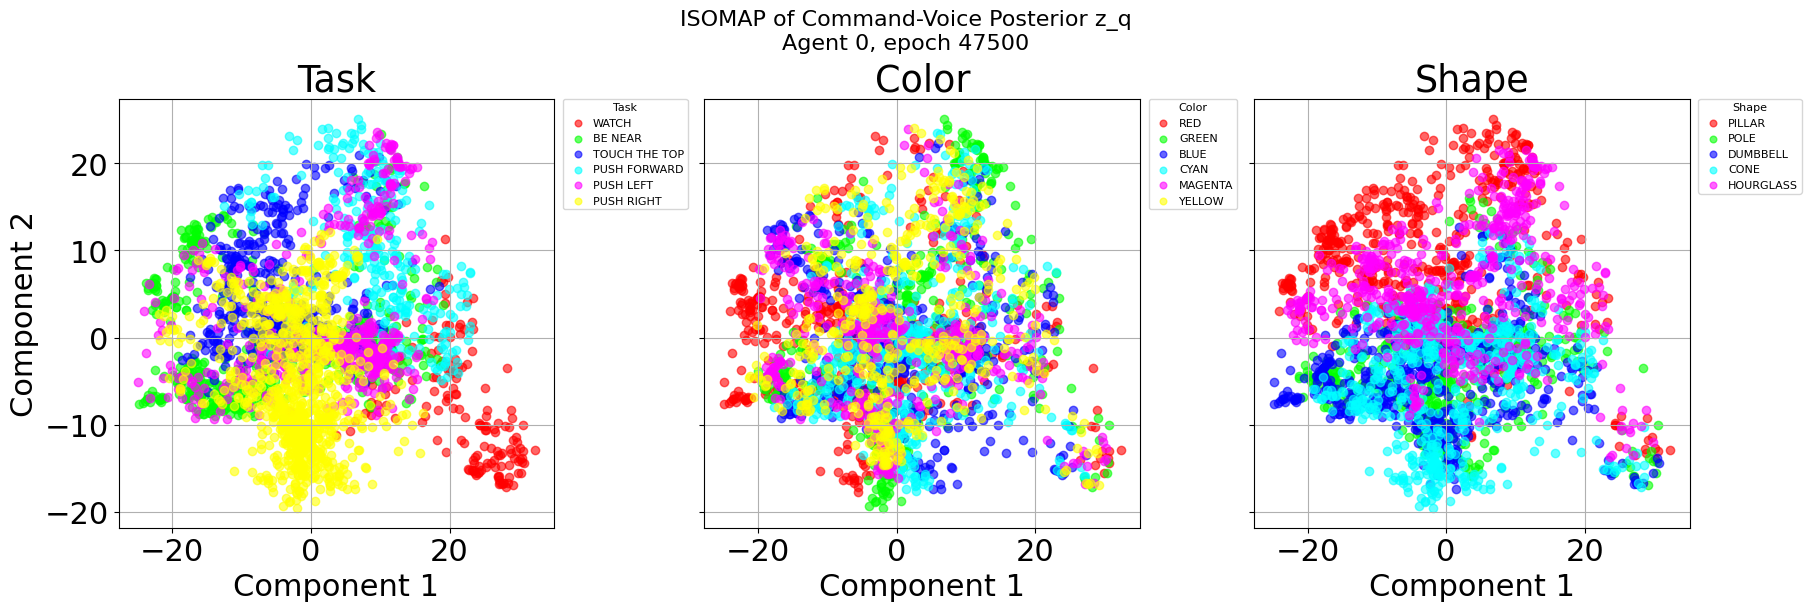 ISOMAP of Command-Voice Posterior z_q
Agent 0, epoch 47500
Task
Color
Shape
Task
WATCH
BE NEAR
TOUCH THE TOP
PUSH FORWARD
PUSH LEFT
PUSH RIGHT
Color
RED
GREEN
BLUE
CYAN
MAGENTA
YELLOW
Shape
PILLAR
POLE
DUMBBELL
CONE
HOURGLASS
Component 2
20
10
0
−10
−20
−20 0 20
−20 0 20
−20 0 20
Component 1
Component 1
Component 1